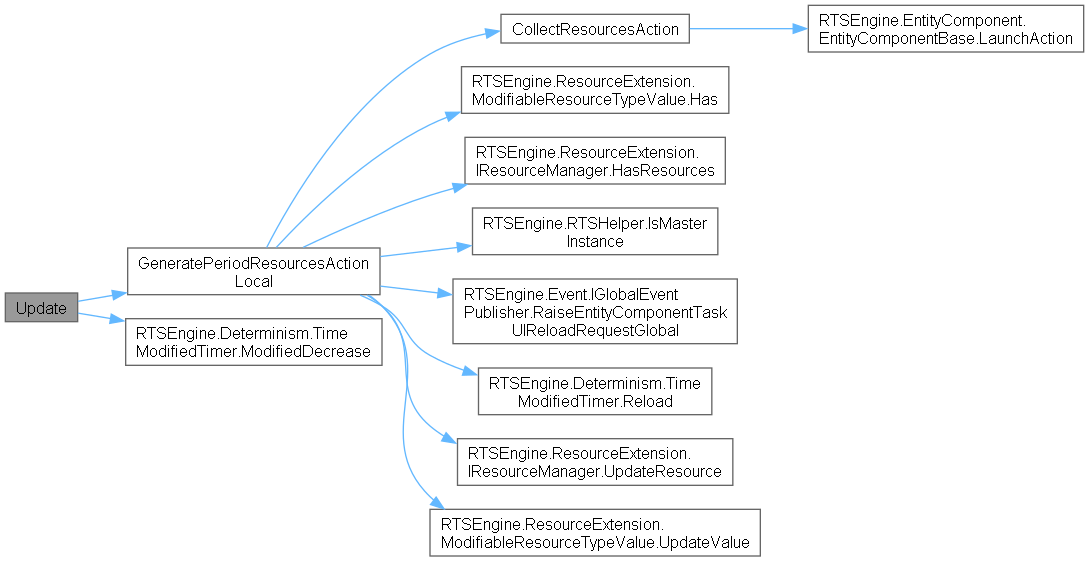 CollectResourcesAction
RTSEngine.EntityComponent.
EntityComponentBase.LaunchAction
RTSEngine.ResourceExtension.
ModifiableResourceTypeValue.Has
RTSEngine.ResourceExtension.
IResourceManager.HasResources
RTSEngine.RTSHelper.IsMaster
Instance
GeneratePeriodResourcesAction
Local
RTSEngine.Event.IGlobalEvent
Publisher.RaiseEntityComponentTask
UIReloadRequestGlobal
Update
RTSEngine.Determinism.Time
ModifiedTimer.ModifiedDecrease
RTSEngine.Determinism.Time
ModifiedTimer.Reload
RTSEngine.ResourceExtension.
IResourceManager.UpdateResource
RTSEngine.ResourceExtension.
ModifiableResourceTypeValue.UpdateValue